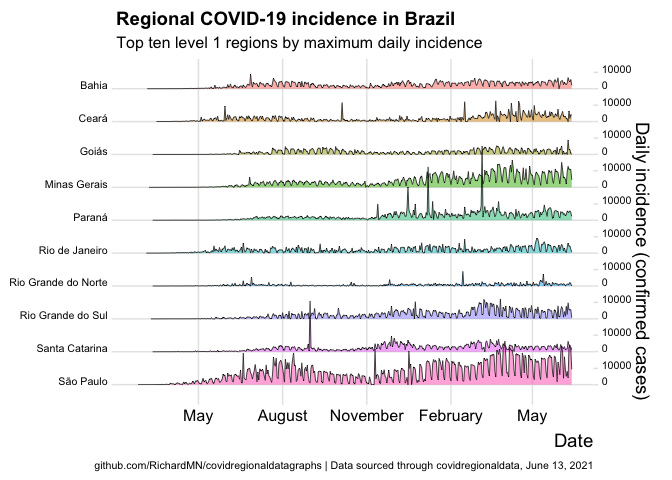 Regional COVID-19 incidence in Brazil
Top ten level 1 regions by maximum daily incidence
Bahia
10000
0
Ceará
10000
0
Goiás
10000
0
Minas Gerais
10000
0
Paraná
10000
0
Rio de Janeiro
10000
0
Rio Grande do Norte
10000
0
Rio Grande do Sul
10000
0
Santa Catarina
10000
0
São Paulo
10000
0
Daily incidence (confirmed cases)
May August November February May
Date
github.com/RichardMN/covidregionaldatagraphs | Data sourced through covidregionaldata, June 13, 2021